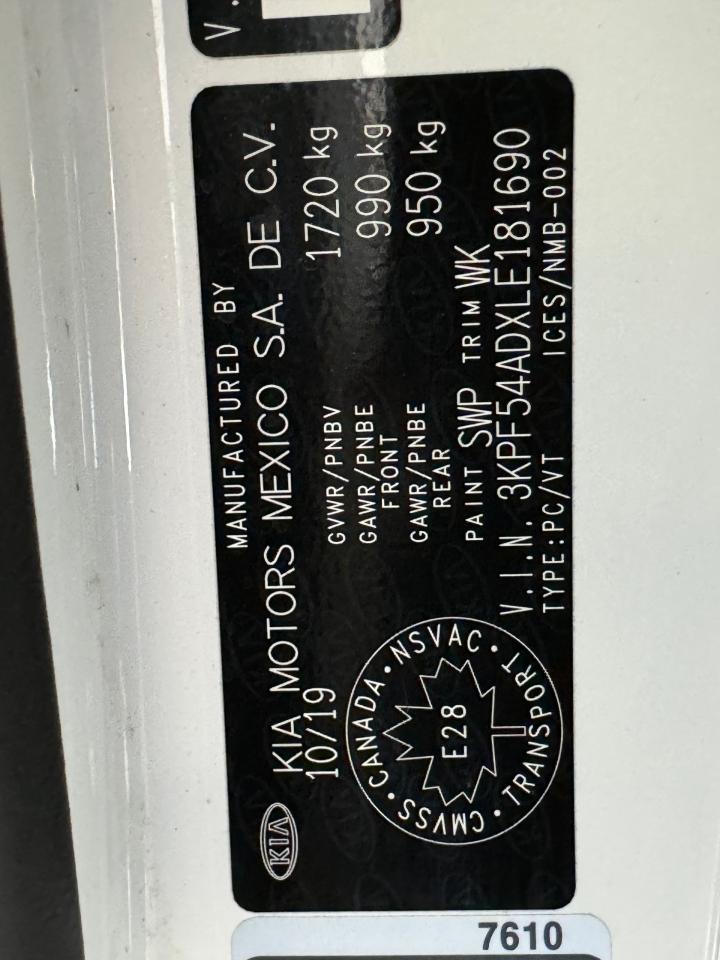 V.
MANUFACTURED BY
KIA KIA MOTORS MEXICO S.A. DE C.V.
10/19
GVWR/PNBV 1720 kg
GAWR/PNBE 990 kg
FRONT
GAWR/PNBE 950 kg
REAR
PAINT SWP TRIM WK
V.I.N. 3KPF54ADXLE181690
TYPE:PC/VT ICES/NMB-002
CMVSS • CANADA • NSVAC • TRANSPORT •
E28
7610